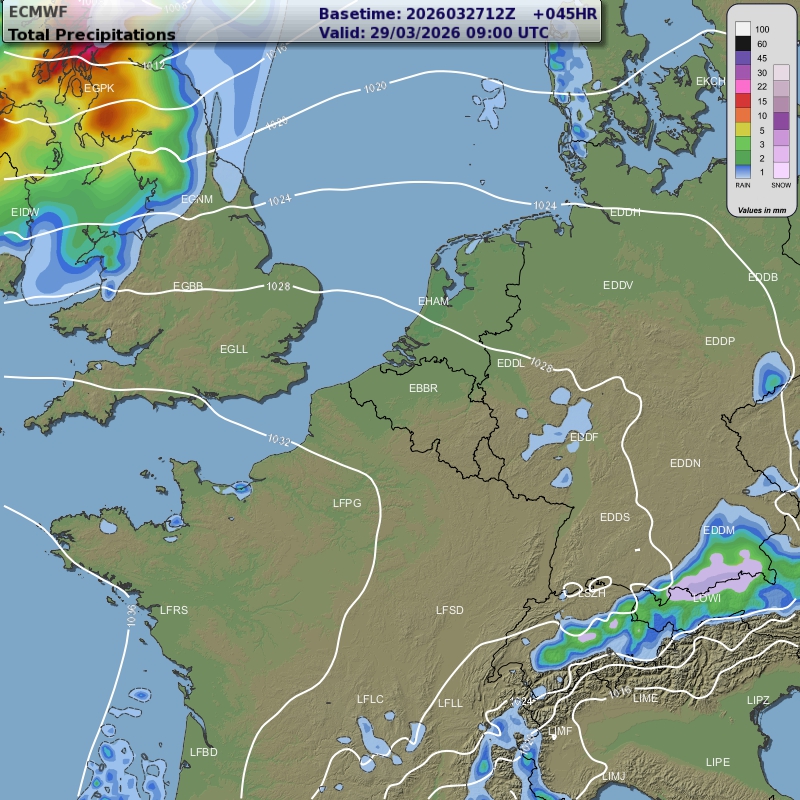 ECMWF
Total Precipitations
Basetime: 2026032712Z +045HR
Valid: 29/03/2026 09:00 UTC
100
60
45
30
22
15
10
5
3
2
1
RAIN SNOW
Values in mm
1012
1016
EGPK
1020
EKCH
1020
EGNM
1024
1024
EIDW
EDDH
EGBB
1028
EDDV
EDDB
EHAM
EGLL
EDDP
EDDL
1028
EBBR
1032
EDDF
EDDN
LFPG
EDDS
EDDM
LSZH
LOWI
1036
LFRS
LFSD
LFLC
LFLL
1024
1016
LIME
LIPZ
LIMF
LFBD
LIPE
LIMJ